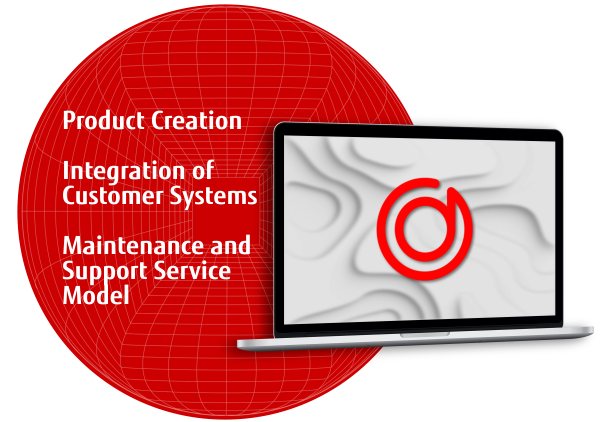 Product Creation
Integration of
Customer Systems
Maintenance and
Support Service
Model